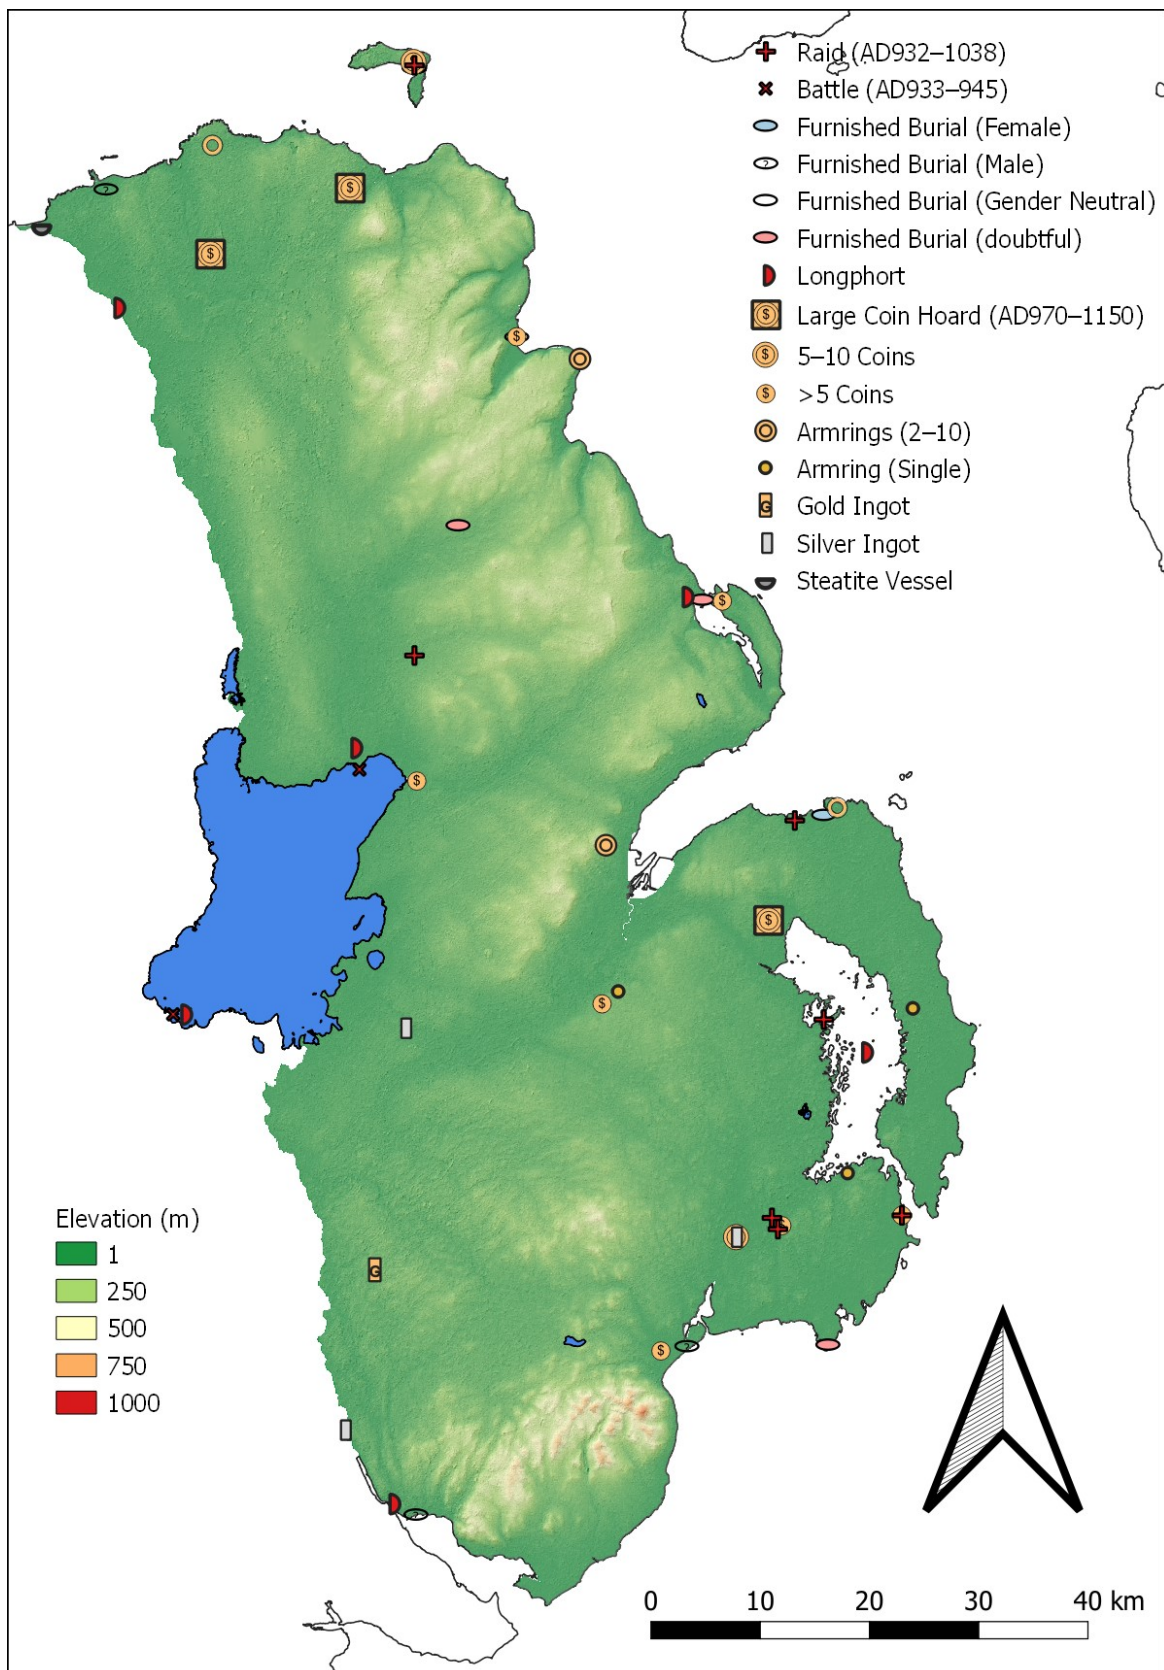 Raid (AD932–1038)
Battle (AD933–945)
Furnished Burial (Female)
Furnished Burial (Male)
Furnished Burial (Gender Neutral)
Furnished Burial (doubtful)
Longphort
Large Coin Hoard (AD970–1150)
5–10 Coins
>5 Coins
Armrings (2–10)
Armring (Single)
Gold Ingot
Silver Ingot
Steatite Vessel
Elevation (m)
1
250
500
750
1000
0 10 20 30 40 km